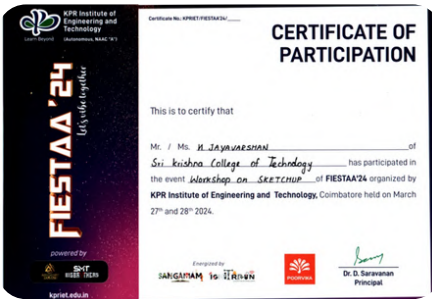 KPR Institute of
Engineering and
Technology
Learn Beyond
(Autonomous, NAAC "A")
Certificate No.: KPRIET/FIESTAA'24/
CERTIFICATE OF
PARTICIPATION
FIESTAA'24
Let's vibe together
This is to certify that
Mr. / Ms. N JAYAVARSHAN of
Sri Krishna College of Technology has participated in
the event Workshop on SKETCHUP of FIESTAA'24 organized by
KPR Institute of Engineering and Technology, Coimbatore held on March
27th and 28th 2024.
powered by
SHT
Energized by
SANGAMAM
POORVIKA
Dr. D. Saravanan
Principal
kpriet.edu.in